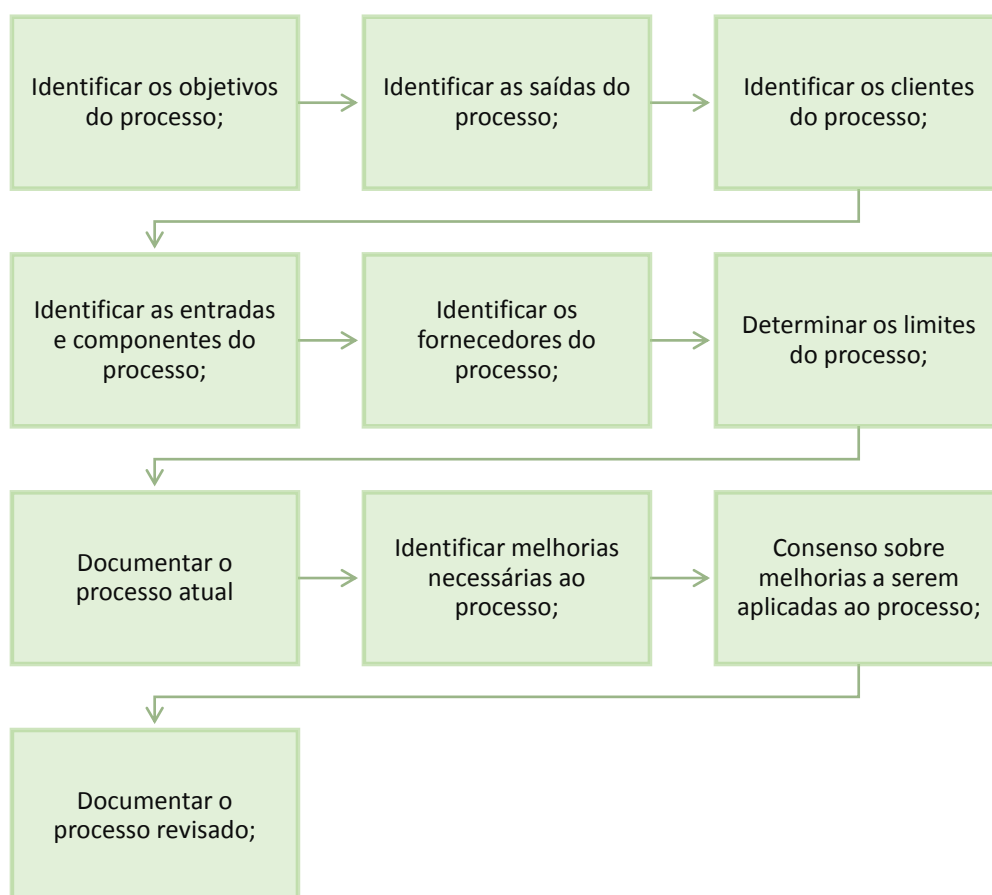 Identificar os objetivos
do processo;
Identificar as saídas do
processo;
Identificar os clientes
do processo;
Identificar as entradas
e componentes do
processo;
Identificar os
fornecedores do
processo;
Determinar os limites
do processo;
Documentar o
processo atual
Identificar melhorias
necessárias ao
processo;
Consenso sobre
melhorias a serem
aplicadas ao processo;
Documentar o
processo revisado;